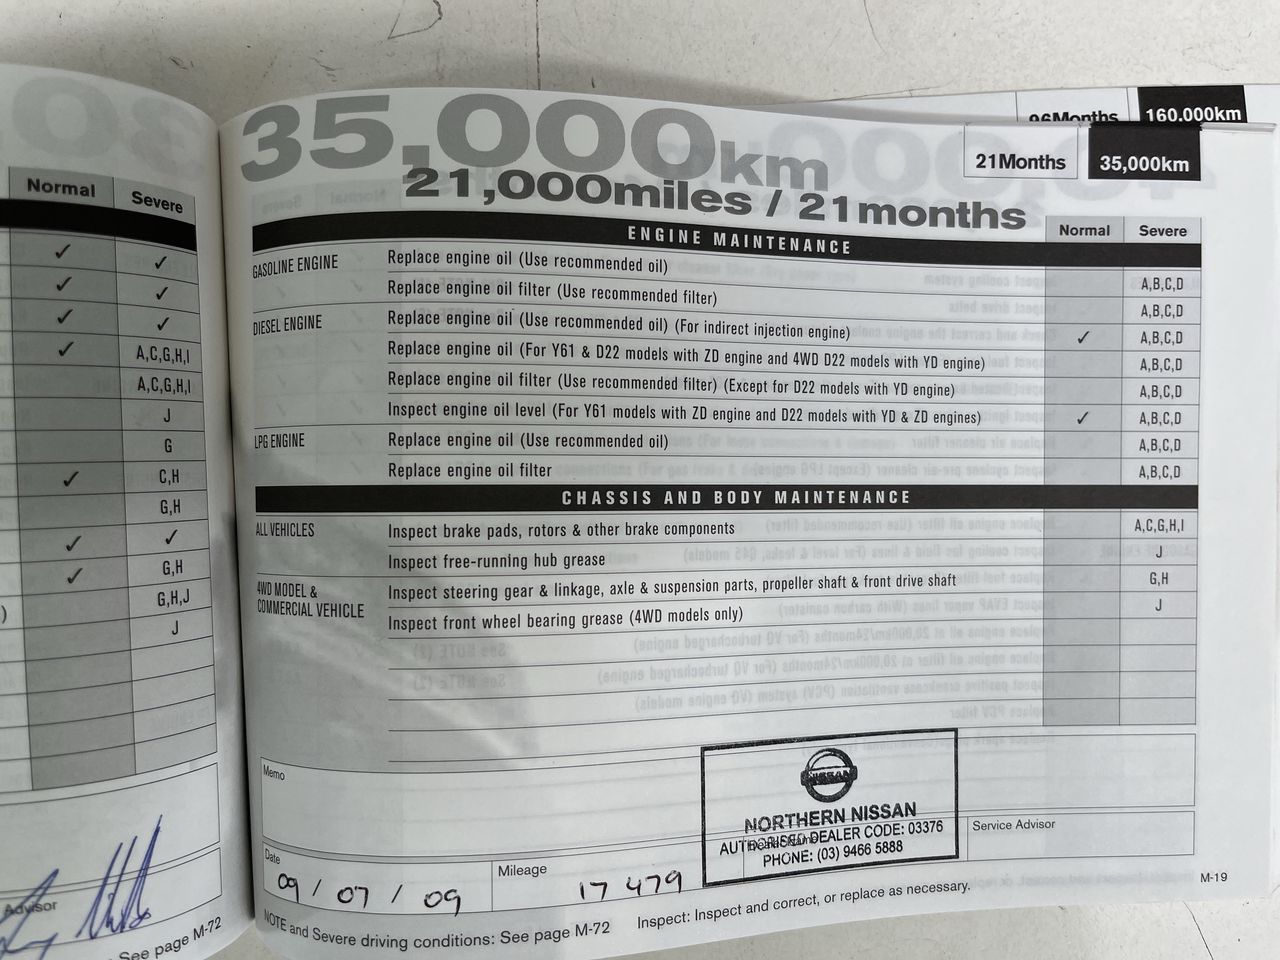 Normal Severe
✓ ✓
✓ ✓
✓ ✓
✓ A,C,G,H,I
A,C,G,H,I
J
G
✓ C,H
G,H
✓ ✓
✓ G,H
) G,H,J
J
Advisor
See page M-72
96Months 160,000km
35,000km
21,000miles / 21months
21Months 35,000km
ENGINE MAINTENANCE Normal Severe
GASOLINE ENGINE Replace engine oil (Use recommended oil) A,B,C,D
Replace engine oil filter (Use recommended filter) A,B,C,D
DIESEL ENGINE Replace engine oil (Use recommended oil) (For indirect injection engine) ✓ A,B,C,D
Replace engine oil (For Y61 & D22 models with ZD engine and 4WD D22 models with YD engine) A,B,C,D
Replace engine oil filter (Use recommended filter) (Except for D22 models with YD engine) A,B,C,D
Inspect engine oil level (For Y61 models with ZD engine and D22 models with YD & ZD engines) ✓ A,B,C,D
LPG ENGINE Replace engine oil (Use recommended oil) A,B,C,D
Replace engine oil filter A,B,C,D
CHASSIS AND BODY MAINTENANCE
ALL VEHICLES Inspect brake pads, rotors & other brake components A,C,G,H,I
Inspect free-running hub grease J
4WD MODEL & COMMERCIAL VEHICLE Inspect steering gear & linkage, axle & suspension parts, propeller shaft & front drive shaft G,H
Inspect front wheel bearing grease (4WD models only) J
Memo
NISSAN
NORTHERN NISSAN
AUTHORISED DEALER CODE: 03376
PHONE: (03) 9466 5888
Service Advisor
Date
09 / 07 / 09
Mileage
17 479
NOTE and Severe driving conditions: See page M-72 Inspect: Inspect and correct, or replace as necessary.
M-19